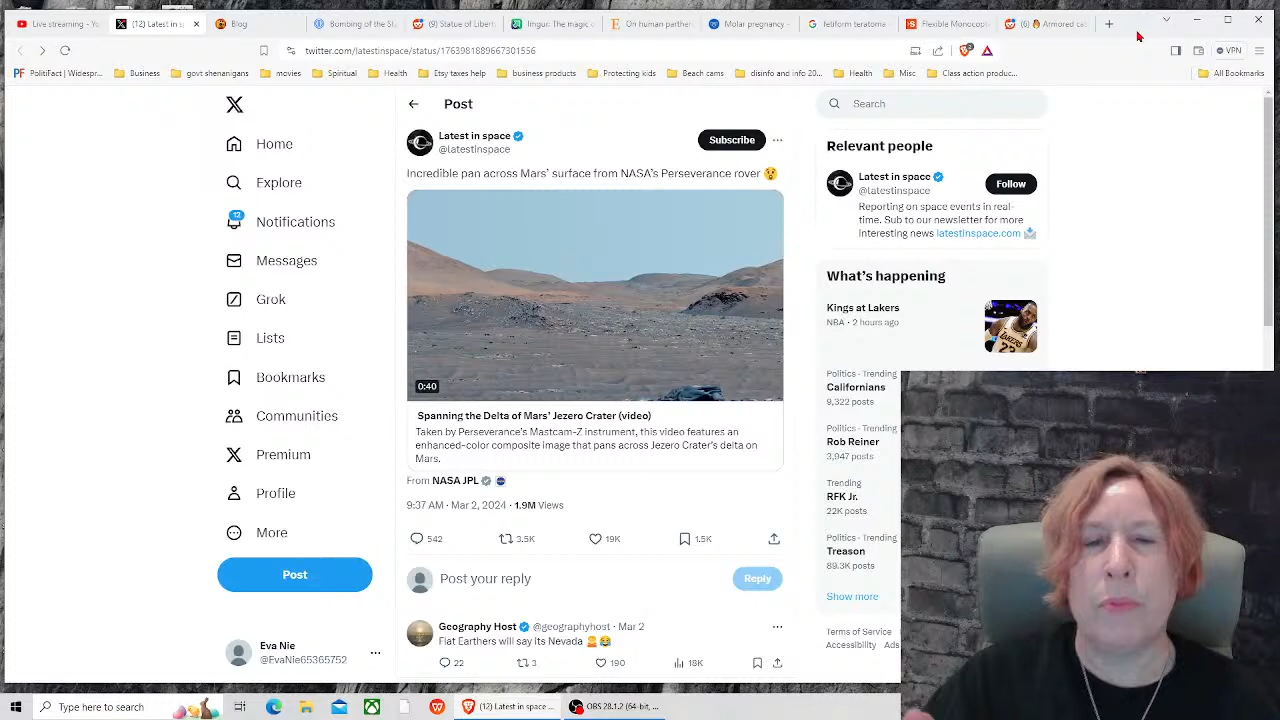 Live streaming - Yo
(12) Latest in s
Blog
Bombing of the St
(9) Statue of Libert
Imgur: The magic o
On human parthen
Molar pregnancy -
fetiform teratoma -
Flexible Monocopt
(6) 🔥 Armored ca
twitter.com/latestinspace/status/1763981889667301556
VPN
PolitiFact | Widespr...
Business
govt shenanigans
movies
Spiritual
Health
Etsy taxes help
business products
Protecting kids
Beach cams
disinfo and info 20...
Health
Misc
Class action produc...
All Bookmarks
Post
Search
Home
Explore
12
Notifications
Messages
Grok
Lists
Bookmarks
Communities
Premium
Profile
More
Post
Eva Nie
@EvaNie65365752
Latest in space
@latestinspace
Subscribe
Incredible pan across Mars’ surface from NASA’s Perseverance rover 😲
0:40
Spanning the Delta of Mars’ Jezero Crater (video)
Taken by Perseverance’s Mastcam-Z instrument, this video features an
enhanced-color composite image that pans across Jezero Crater’s delta on
Mars.
From NASA JPL
9:37 AM · Mar 2, 2024 · 1.9M Views
542
3.5K
19K
1.5K
Post your reply
Reply
Geography Host @geographyhost · Mar 2
Flat Earthers will say its Nevada 🤦😂
22
3
190
18K
Relevant people
Latest in space
@latestinspace
Follow
Reporting on space events in real-
time. Sub to our newsletter for more
interesting news latestinspace.com 📩
What’s happening
Kings at Lakers
NBA · 2 hours ago
LAKERS
23
Politics · Trending
Californians
9,322 posts
Politics · Trending
Rob Reiner
3,947 posts
Trending
RFK Jr.
22K posts
Politics · Trending
Treason
89.3K posts
Show more
Terms of Service
Accessibility Ads
Type here to search
(12) Latest in space ...
OBS 28.1.2 (64-bit, ...